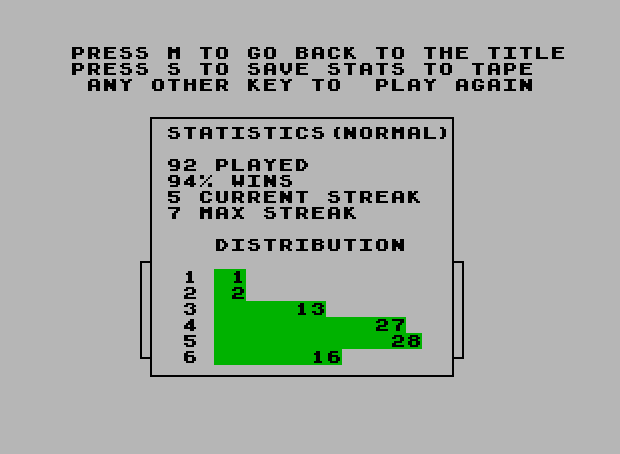 PRESS M TO GO BACK TO THE TITLE
PRESS S TO SAVE STATS TO TAPE
ANY OTHER KEY TO PLAY AGAIN
STATISTICS (NORMAL)
92 PLAYED
94% WINS
5 CURRENT STREAK
7 MAX STREAK
DISTRIBUTION
1 1
2 2
3 13
4 27
5 28
6 16